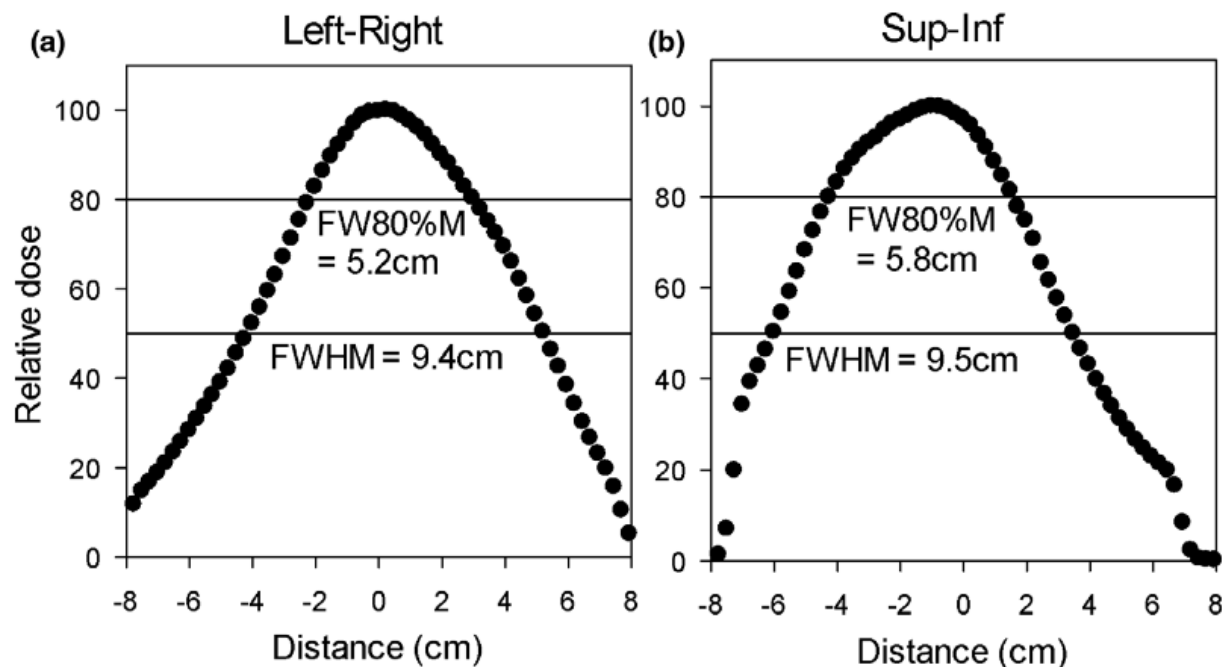 (a)
Left-Right
Relative dose
100
80
60
40
20
0
FW80%M
= 5.2cm
FWHM = 9.4cm
-8 -6 -4 -2 0 2 4 6 8
Distance (cm)
(b)
Sup-Inf
100
80
60
40
20
0
FW80%M
= 5.8cm
FWHM = 9.5cm
-8 -6 -4 -2 0 2 4 6 8
Distance (cm)